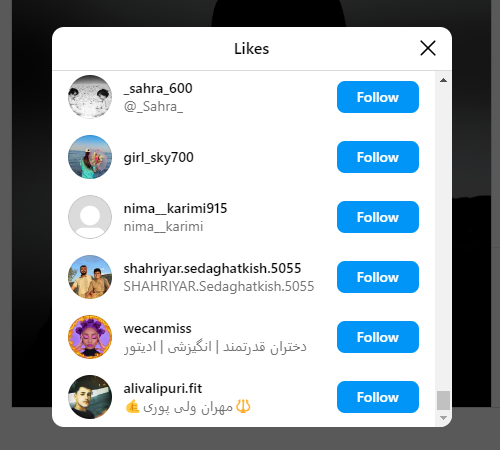 Likes
_sahra_600
@_Sahra_
Follow
girl_sky700
Follow
nima__karimi915
nima__karimi
Follow
shahriyar.sedaghatkish.5055
SHAHRIYAR.Sedaghatkish.5055
Follow
wecanmiss
دختران قدرتمند | انگیزشی | ادیتور
Follow
alivalipuri.fit
🔱مهران ولی پوری💪
Follow